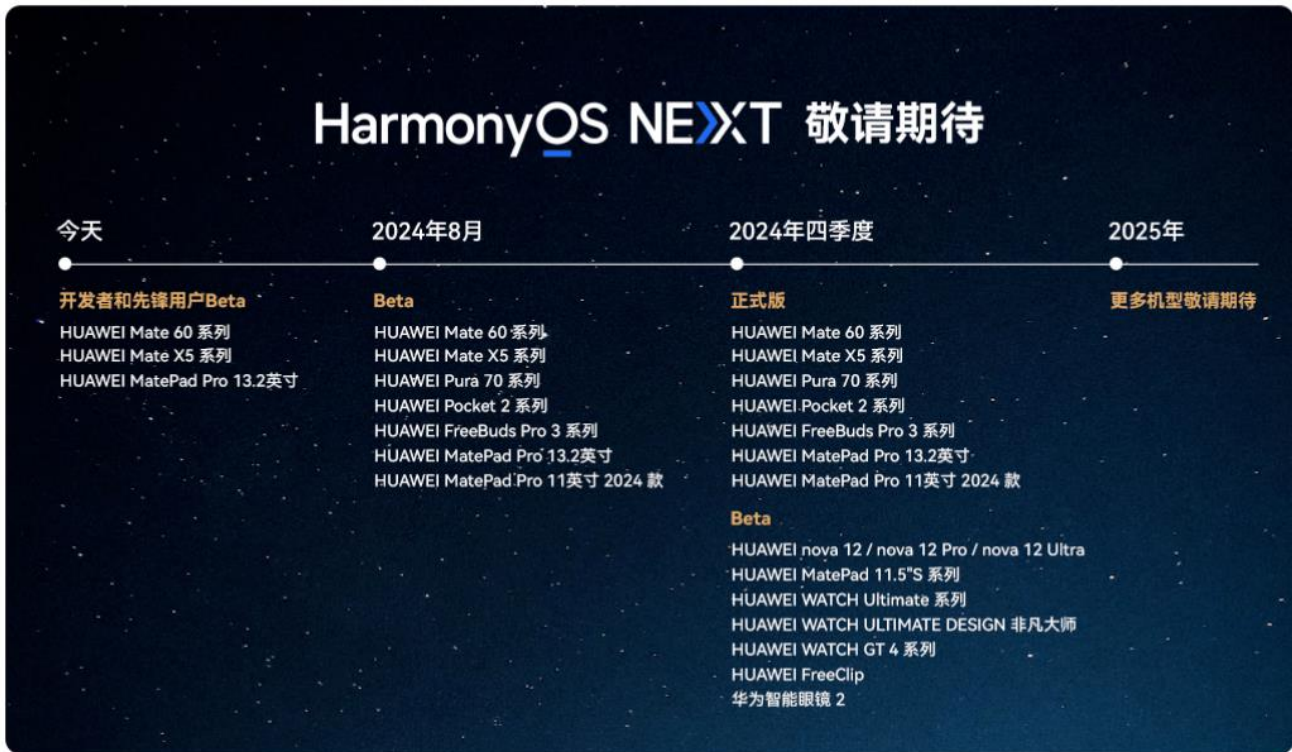 HarmonyOS NEXT 敬请期待
今天
开发者和先锋用户Beta
HUAWEI Mate 60 系列
HUAWEI Mate X5 系列
HUAWEI MatePad Pro 13.2英寸
2024年8月
Beta
HUAWEI Mate 60 系列
HUAWEI Mate X5 系列
HUAWEI Pura 70 系列
HUAWEI Pocket 2 系列
HUAWEI FreeBuds Pro 3 系列
HUAWEI MatePad Pro 13.2英寸
HUAWEI MatePad Pro 11英寸 2024 款
2024年四季度
正式版
HUAWEI Mate 60 系列
HUAWEI Mate X5 系列
HUAWEI Pura 70 系列
HUAWEI Pocket 2 系列
HUAWEI FreeBuds Pro 3 系列
HUAWEI MatePad Pro 13.2英寸
HUAWEI MatePad Pro 11英寸 2024 款
Beta
HUAWEI nova 12 / nova 12 Pro / nova 12 Ultra
HUAWEI MatePad 11.5"S 系列
HUAWEI WATCH Ultimate 系列
HUAWEI WATCH ULTIMATE DESIGN 非凡大师
HUAWEI WATCH GT 4 系列
HUAWEI FreeClip
华为智能眼镜 2
2025年
更多机型敬请期待